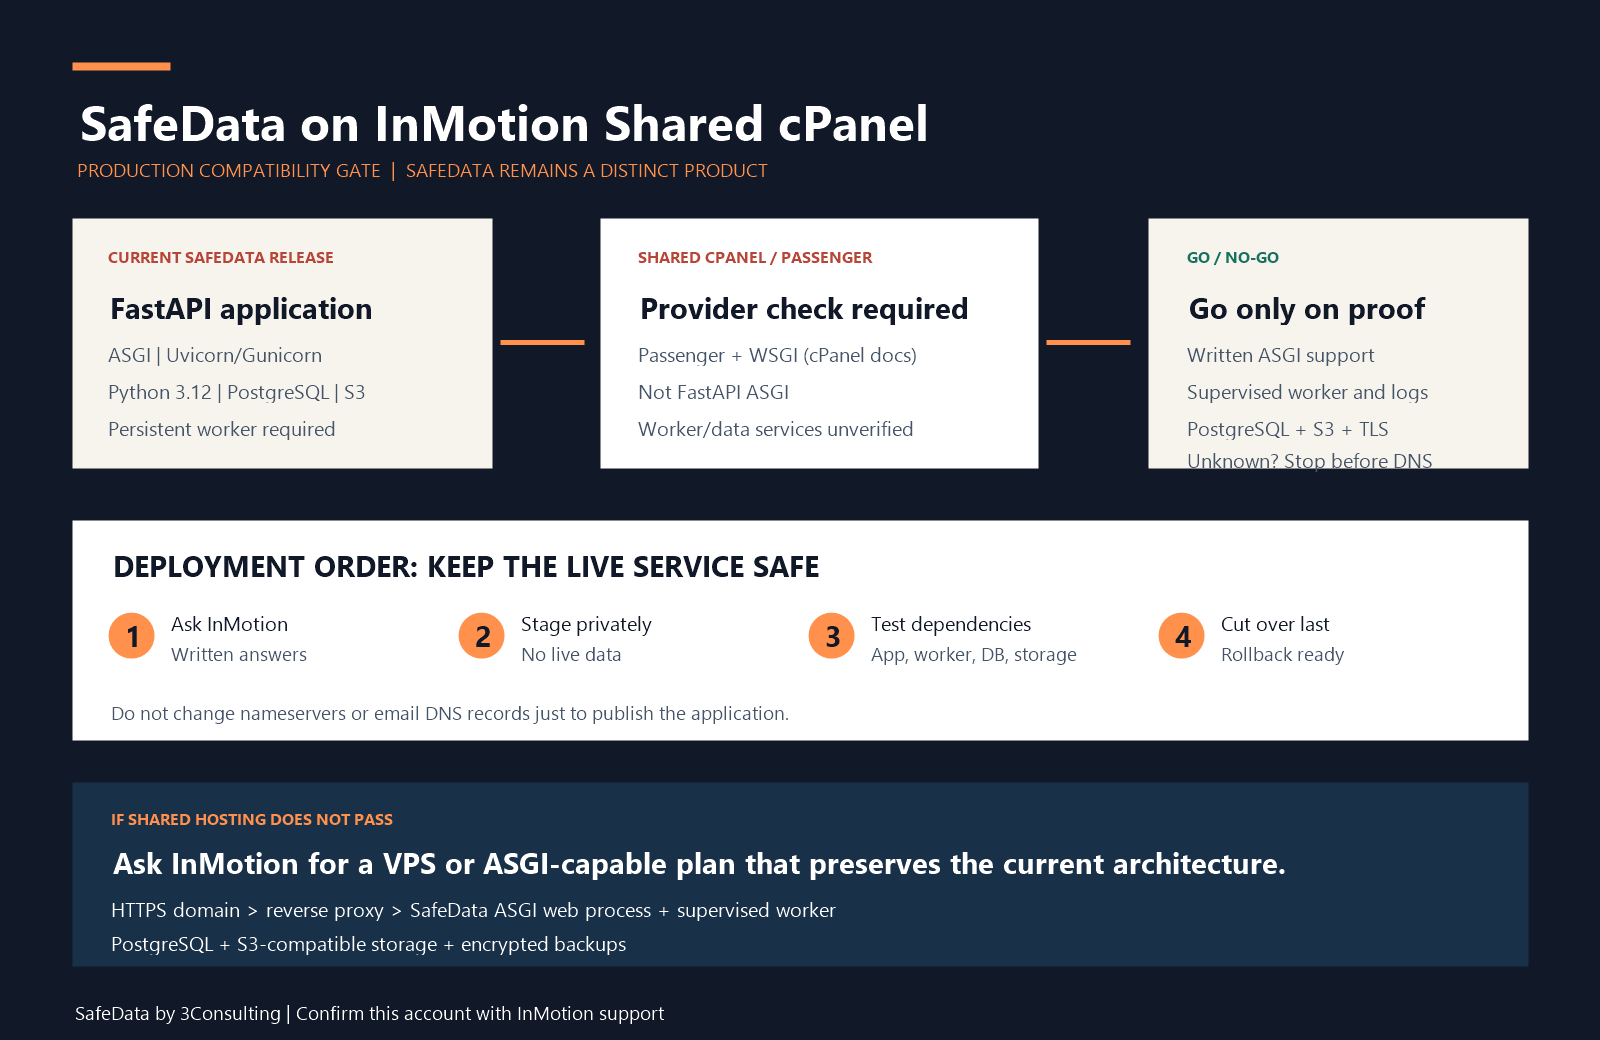 SafeData on InMotion Shared cPanel
PRODUCTION COMPATIBILITY GATE | SAFEDATA REMAINS A DISTINCT PRODUCT
CURRENT SAFEDATA RELEASE
FastAPI application
ASGI | Uvicorn/Gunicorn
Python 3.12 | PostgreSQL | S3
Persistent worker required
SHARED CPANEL / PASSENGER
Provider check required
Passenger + WSGI (cPanel docs)
Not FastAPI ASGI
Worker/data services unverified
GO / NO-GO
Go only on proof
Written ASGI support
Supervised worker and logs
PostgreSQL + S3 + TLS
Unknown? Stop before DNS
DEPLOYMENT ORDER: KEEP THE LIVE SERVICE SAFE
1
Ask InMotion
Written answers
2
Stage privately
No live data
3
Test dependencies
App, worker, DB, storage
4
Cut over last
Rollback ready
Do not change nameservers or email DNS records just to publish the application.
IF SHARED HOSTING DOES NOT PASS
Ask InMotion for a VPS or ASGI-capable plan that preserves the current architecture.
HTTPS domain > reverse proxy > SafeData ASGI web process + supervised worker
PostgreSQL + S3-compatible storage + encrypted backups
SafeData by 3Consulting | Confirm this account with InMotion support